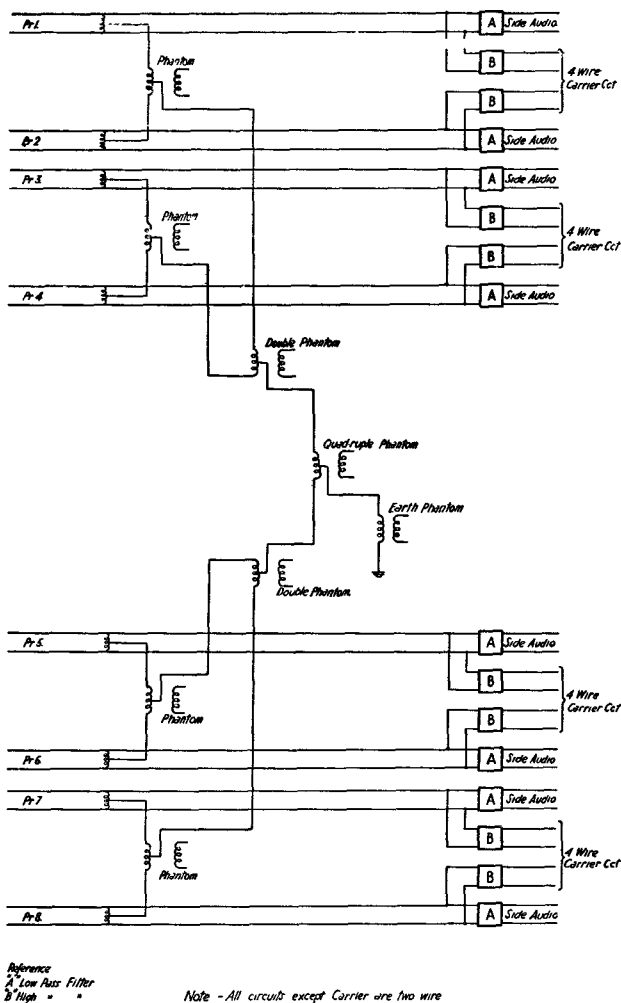 Pr 1.
A Side Audio
Phantom
B
4 Wire Carrier Cct
B
Pr 2
A Side Audio
Pr 3.
A Side Audio
Phantom
B
4 Wire Carrier Cct
B
Pr 4
A Side Audio
Double Phantom
Quadruple Phantom
Earth Phantom
Double Phantom
Pr 5.
A Side Audio
B
4 Wire Carrier Cct
Phantom
B
Pr 6
A Side Audio
Pr 7
A Side Audio
B
4 Wire Carrier Cct
Phantom
B
Pr 8.
A Side Audio
Reference
"A" Low Pass Filter
"B" High " "
Note - All circuits except Carrier are two wire